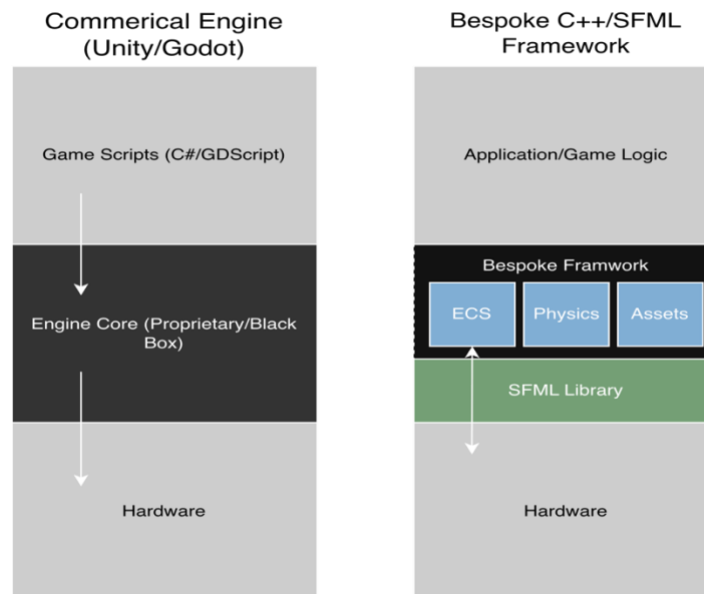 Commerical Engine
(Unity/Godot)
Game Scripts (C#/GDScript)
Engine Core (Proprietary/Black
Box)
Hardware
Bespoke C++/SFML
Framework
Application/Game Logic
Bespoke Framwork
ECS
Physics
Assets
SFML Library
Hardware